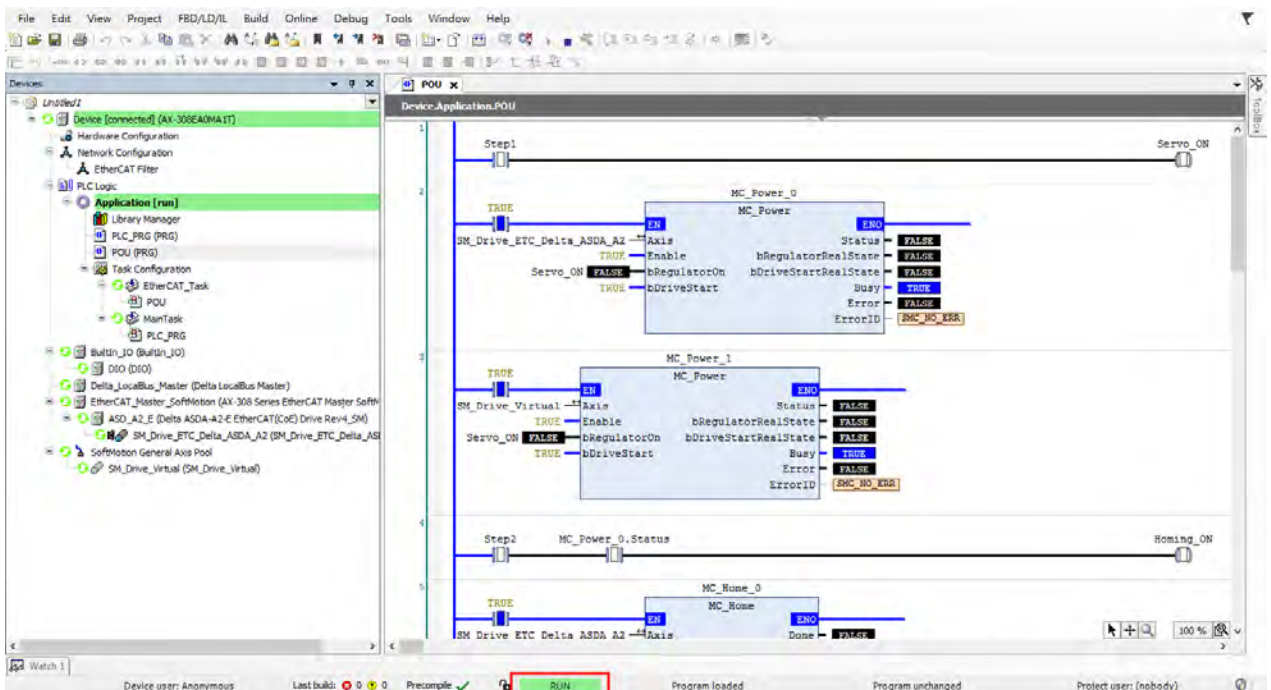 File Edit View Project FBD/LD/IL Build Online Debug Tools Window Help
Devices
Untitled1
Device [connected] (AX-308EA0MA1T)
Hardware Configuration
Network Configuration
EtherCAT Filter
PLC Logic
Application [run]
Library Manager
PLC_PRG (PRG)
POU (PRG)
Task Configuration
EtherCAT_Task
POU
MainTask
PLC_PRG
BuiltIn_IO (BuiltIn_IO)
DIO (DIO)
Delta_LocalBus_Master (Delta LocalBus Master)
EtherCAT_Master_SoftMotion (AX-308 Series EtherCAT Master SoftM
ASD_A2_E (Delta ASDA-A2-E EtherCAT(CoE) Drive Rev4_SM)
SM_Drive_ETC_Delta_ASDA_A2 (SM_Drive_ETC_Delta_ASI
SoftMotion General Axis Pool
SM_Drive_Virtual (SM_Drive_Virtual)
POU
Device.Application.POU
ToolBox
1
Step1 Servo_ON
2
MC_Power_0
TRUE MC_Power
EN ENO
SM_Drive_ETC_Delta_ASDA_A2 Axis Status FALSE
TRUE Enable bRegulatorRealState FALSE
Servo_ON FALSE bRegulatorOn bDriveStartRealState FALSE
TRUE bDriveStart Busy TRUE
Error FALSE
ErrorID SMC_NO_ERR
3
MC_Power_1
TRUE MC_Power
EN ENO
SM_Drive_Virtual Axis Status FALSE
TRUE Enable bRegulatorRealState FALSE
Servo_ON FALSE bRegulatorOn bDriveStartRealState FALSE
TRUE bDriveStart Busy TRUE
Error FALSE
ErrorID SMC_NO_ERR
4
Step2 MC_Power_0.Status Homing_ON
5
MC_Home_0
TRUE MC_Home
EN ENO
SM_Drive_ETC_Delta_ASDA_A2 Axis Done FALSE
100 %
Watch 1
Device user: Anonymous Last build: 0 0 Precompile RUN Program loaded Program unchanged Project user: (nobody)